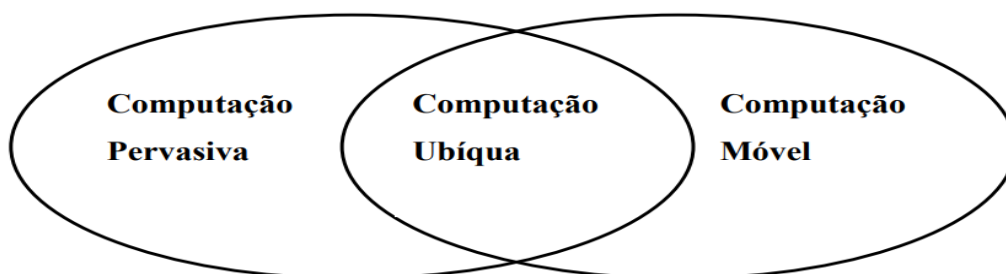 Computação
Pervasiva
Computação
Ubíqua
Computação
Móvel